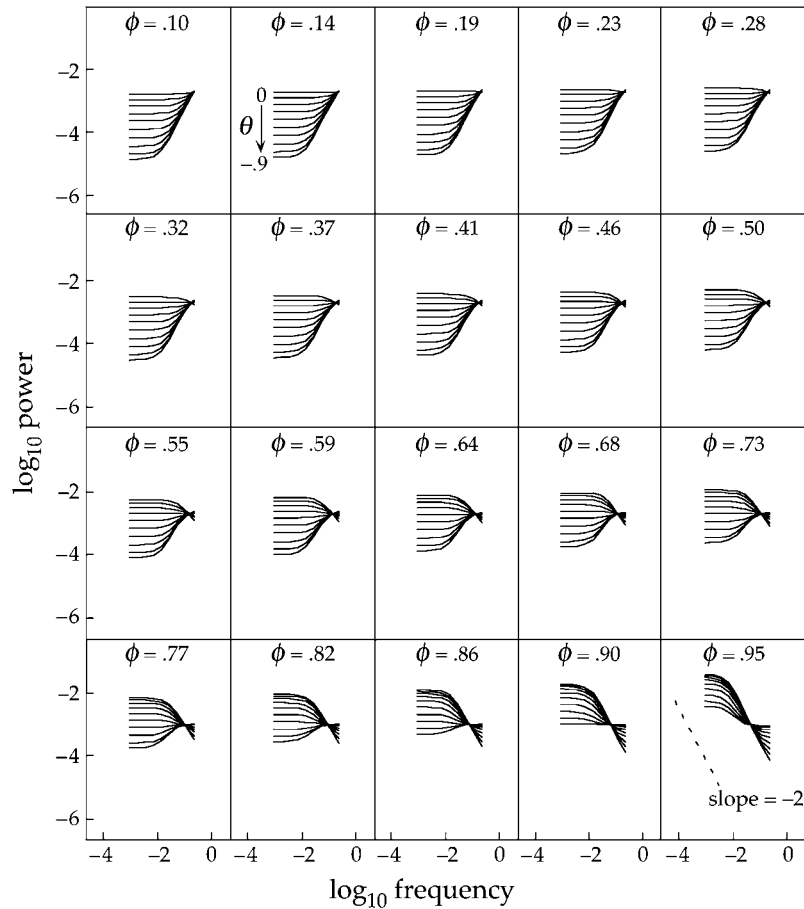 ϕ = .10 ϕ = .14 ϕ = .19 ϕ = .23 ϕ = .28
−2
0
θ
−4
−.9
−6
ϕ = .32 ϕ = .37 ϕ = .41 ϕ = .46 ϕ = .50
−2
−4
−6
log10 power
ϕ = .55 ϕ = .59 ϕ = .64 ϕ = .68 ϕ = .73
−2
−4
−6
ϕ = .77 ϕ = .82 ϕ = .86 ϕ = .90 ϕ = .95
−2
−4
slope = −2
−6
−4 −2 0 −4 −2 0 −4 −2 0 −4 −2 0 −4 −2 0
log10 frequency